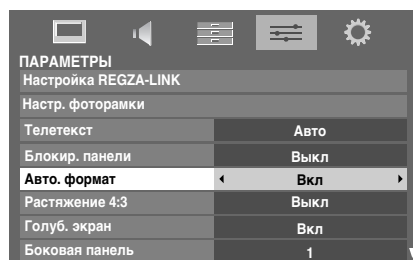 ПАРАМЕТРЫ
Настройка REGZA-LINK
Настр. фоторамки
Телетекст Авто
Блокир. панели Выкл
Авто. формат Вкл
Растяжение 4:3 Выкл
Голуб. экран Вкл
Боковая панель 1